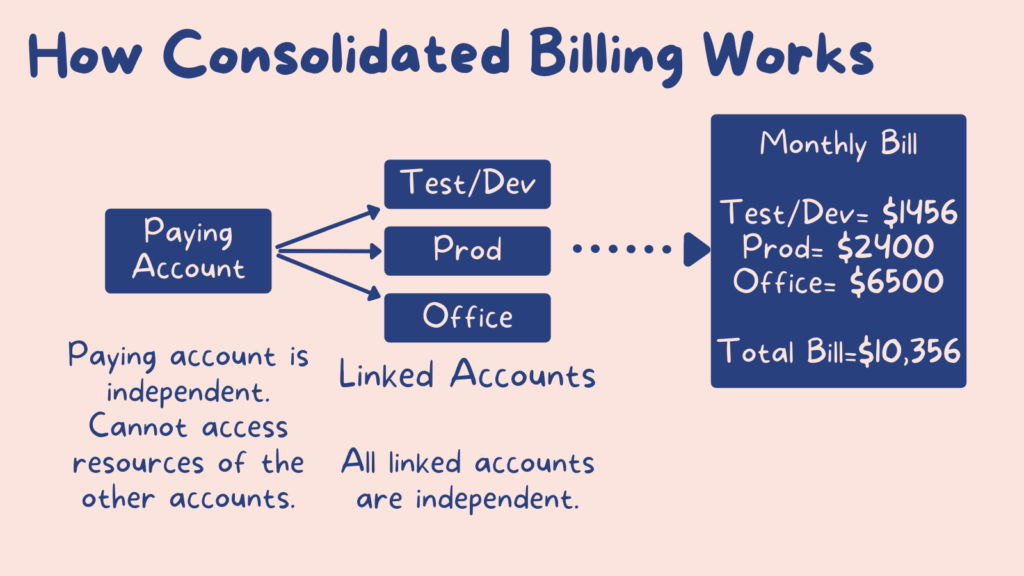 How Consolidated Billing Works
Paying
Account
Test/Dev
Prod
Office
Linked Accounts
Monthly Bill
Test/Dev= $1456
Prod= $2400
Office= $6500
Total Bill=$10,356
Paying account is
independent.
Cannot access
resources of the
other accounts.
All linked accounts
are independent.